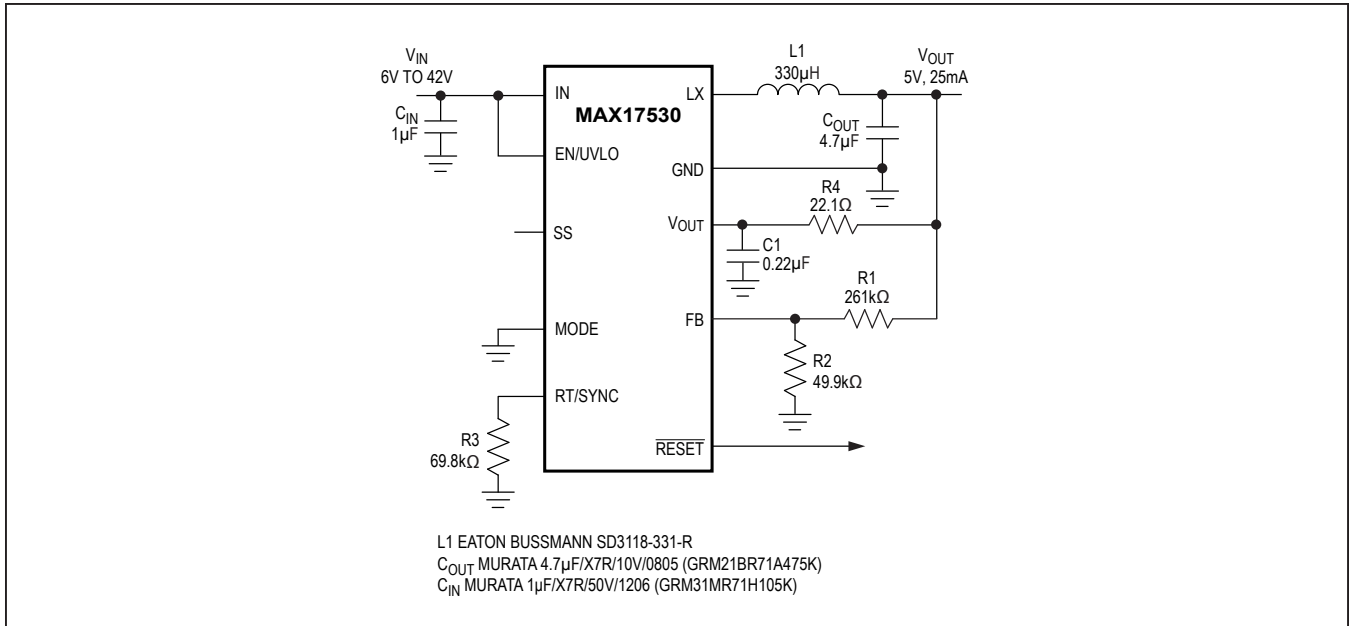 VIN
6V TO 42V
CIN
1µF
IN
EN/UVLO
SS
MODE
RT/SYNC
R3
69.8kΩ
MAX17530
LX
GND
VOUT
FB
RESET
L1
330µH
VOUT
5V, 25mA
COUT
4.7µF
R4
22.1Ω
C1
0.22µF
R1
261kΩ
R2
49.9kΩ
L1 EATON BUSSMANN SD3118-331-R
COUT MURATA 4.7µF/X7R/10V/0805 (GRM21BR71A475K)
CIN MURATA 1µF/X7R/50V/1206 (GRM31MR71H105K)